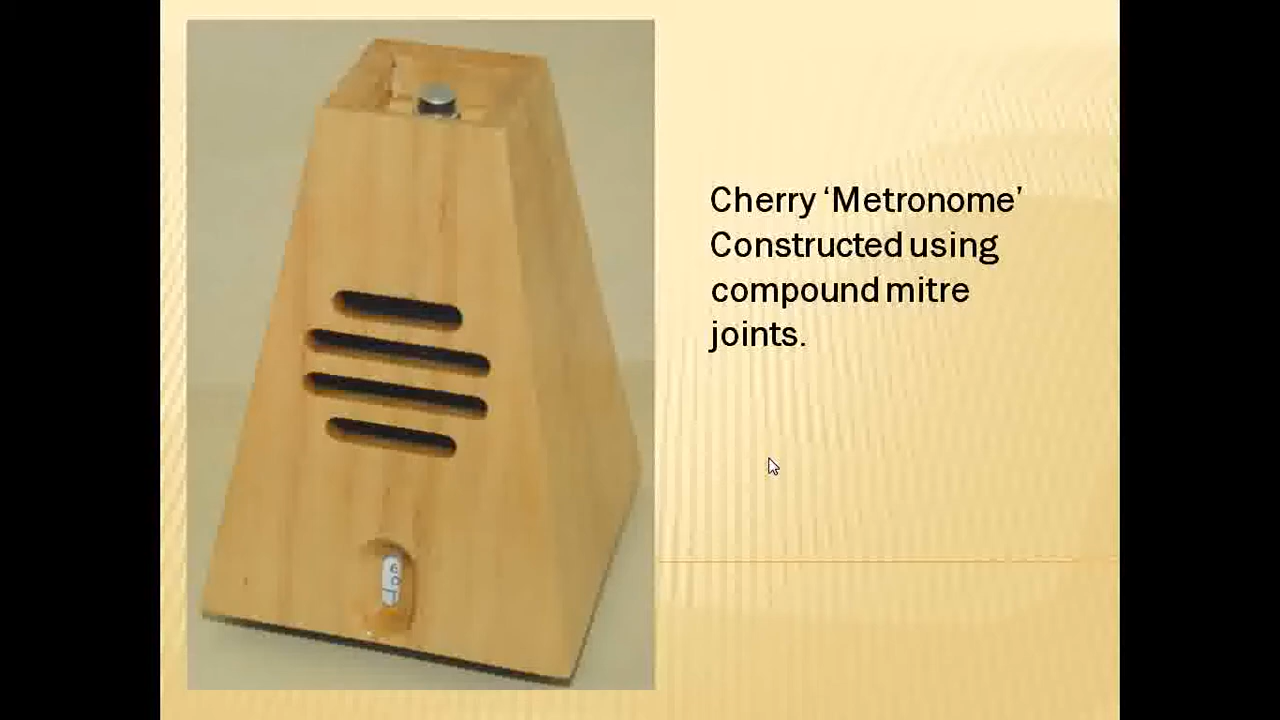 Cherry ‘Metronome’
Constructed using
compound mitre
joints.